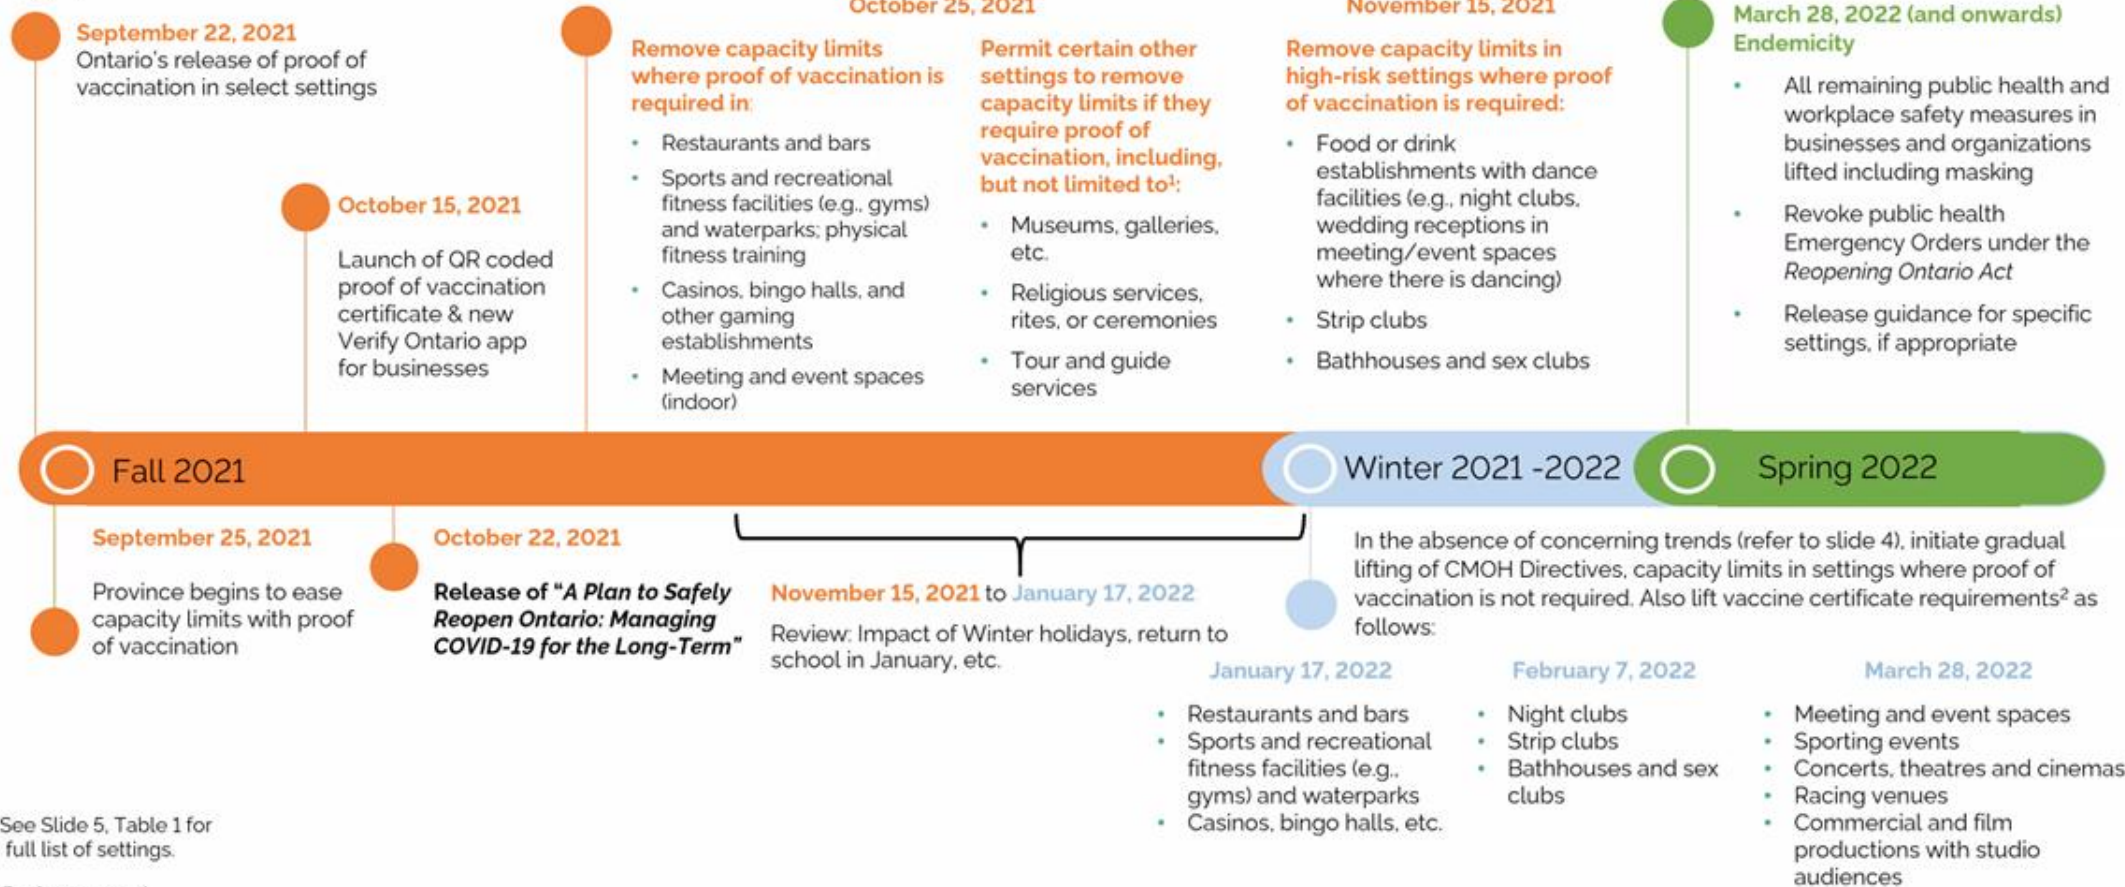 September 22, 2021
Ontario's release of proof of
vaccination in select settings
October 15, 2021
Launch of QR coded
proof of vaccination
certificate & new
Verify Ontario app
for businesses
October 25, 2021
Remove capacity limits
where proof of vaccination is
required in:
• Restaurants and bars
• Sports and recreational
fitness facilities (e.g., gyms)
and waterparks; physical
fitness training
• Casinos, bingo halls, and
other gaming
establishments
• Meeting and event spaces
(indoor)
Permit certain other
settings to remove
capacity limits if they
require proof of
vaccination, including,
but not limited to¹:
• Museums, galleries,
etc.
• Religious services,
rites, or ceremonies
• Tour and guide
services
November 15, 2021
Remove capacity limits in
high-risk settings where proof
of vaccination is required:
• Food or drink
establishments with dance
facilities (e.g., night clubs,
wedding receptions in
meeting/event spaces
where there is dancing)
• Strip clubs
• Bathhouses and sex clubs
March 28, 2022 (and onwards)
Endemicity
• All remaining public health and
workplace safety measures in
businesses and organizations
lifted including masking
• Revoke public health
Emergency Orders under the
Reopening Ontario Act
• Release guidance for specific
settings, if appropriate
Fall 2021
Winter 2021 -2022
Spring 2022
September 25, 2021
Province begins to ease
capacity limits with proof
of vaccination
October 22, 2021
Release of "A Plan to Safely
Reopen Ontario: Managing
COVID-19 for the Long-Term"
November 15, 2021 to January 17, 2022
Review: Impact of Winter holidays, return to
school in January, etc.
In the absence of concerning trends (refer to slide 4), initiate gradual
lifting of CMOH Directives, capacity limits in settings where proof of
vaccination is not required. Also lift vaccine certificate requirements² as
follows:
January 17, 2022
• Restaurants and bars
• Sports and recreational
fitness facilities (e.g.,
gyms) and waterparks
• Casinos, bingo halls, etc.
February 7, 2022
• Night clubs
• Strip clubs
• Bathhouses and sex
clubs
March 28, 2022
• Meeting and event spaces
• Sporting events
• Concerts, theatres and cinemas
• Racing venues
• Commercial and film
productions with studio
audiences
See Slide 5, Table 1 for
full list of settings.